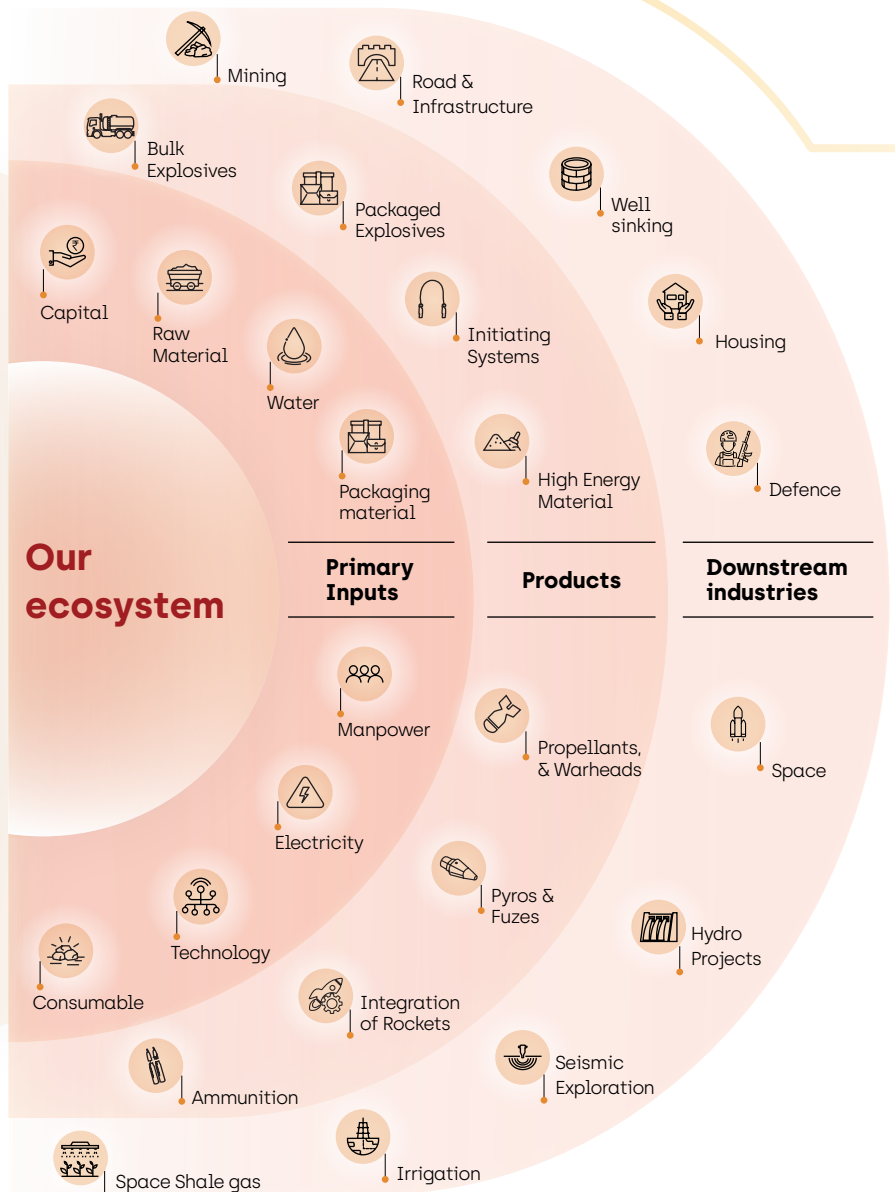 Mining
Road &
Infrastructure
Bulk
Explosives
Packaged
Explosives
Well
sinking
Capital
Raw
Material
Water
Initiating
Systems
Housing
Packaging
material
High Energy
Material
Defence
Our
ecosystem
Primary
Inputs
Products
Downstream
industries
Manpower
Propellants,
& Warheads
Space
Electricity
Pyros &
Fuzes
Hydro
Projects
Technology
Consumable
Integration
of Rockets
Seismic
Exploration
Ammunition
Irrigation
Space Shale gas
₹